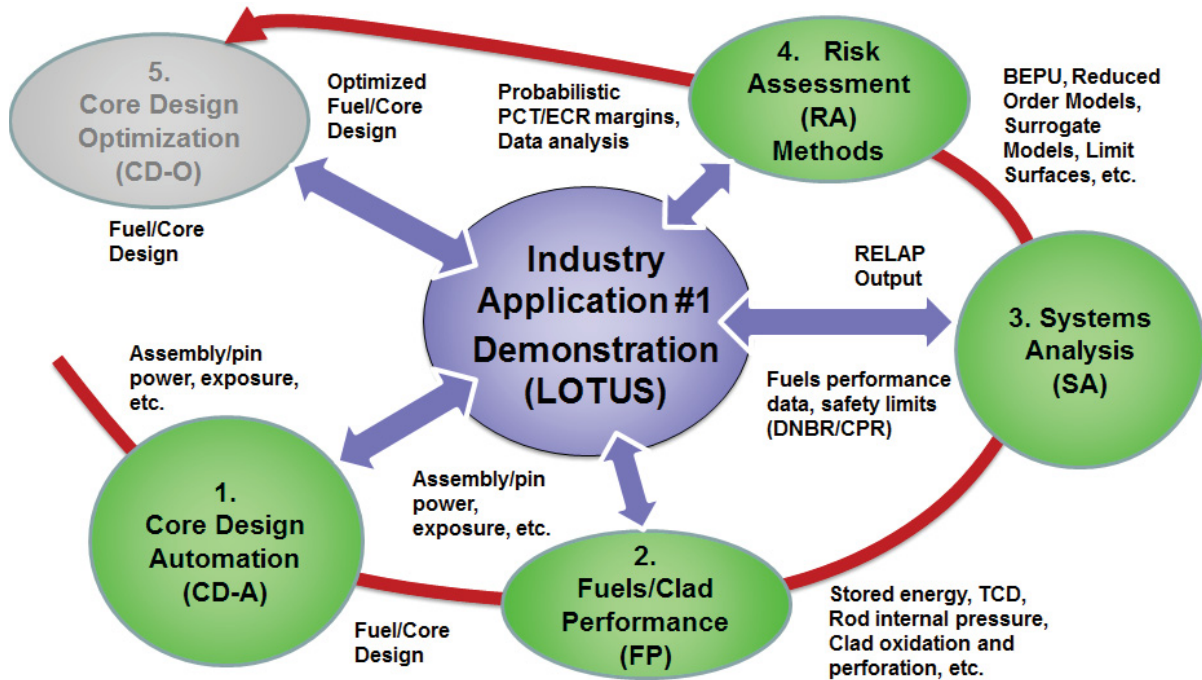 5.
Core Design
Optimization
(CD-O)
Optimized
Fuel/Core
Design
Fuel/Core
Design
Probabilistic
PCT/ECR margins,
Data analysis
4. Risk
Assessment
(RA)
Methods
BEPU, Reduced
Order Models,
Surrogate
Models, Limit
Surfaces, etc.
Industry
Application #1
Demonstration
(LOTUS)
RELAP
Output
3. Systems
Analysis
(SA)
Fuels performance
data, safety limits
(DNBR/CPR)
Assembly/pin
power, exposure,
etc.
1.
Core Design
Automation
(CD-A)
Assembly/pin
power,
exposure, etc.
Fuel/Core
Design
2.
Fuels/Clad
Performance
(FP)
Stored energy, TCD,
Rod internal pressure,
Clad oxidation and
perforation, etc.